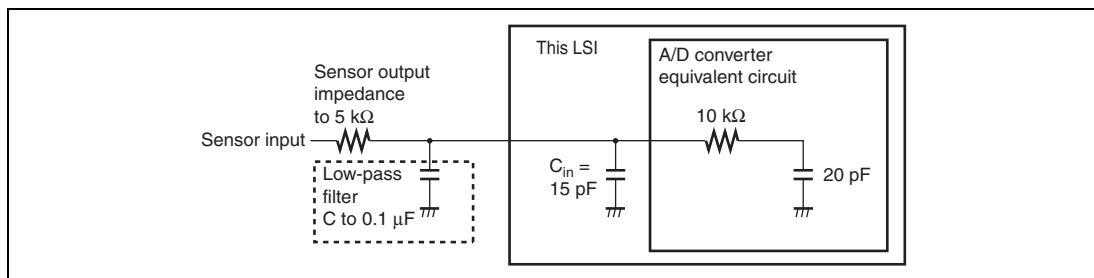 This LSI
A/D converter
equivalent circuit
Sensor output
impedance
to 5 kΩ
10 kΩ
Sensor input
Low-pass
filter
C to 0.1 μF
Cin =
15 pF
20 pF